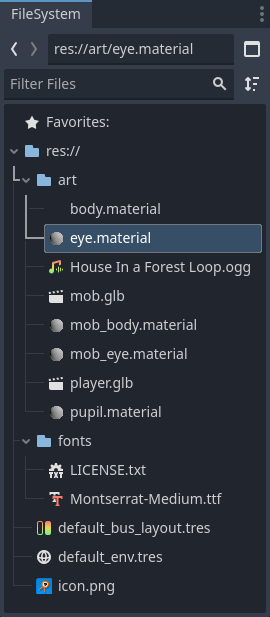 FileSystem
res://art/eye.material
Filter Files
Favorites:
res://
art
body.material
eye.material
House In a Forest Loop.ogg
mob.glb
mob_body.material
mob_eye.material
player.glb
pupil.material
fonts
LICENSE.txt
Montserrat-Medium.ttf
default_bus_layout.tres
default_env.tres
icon.png